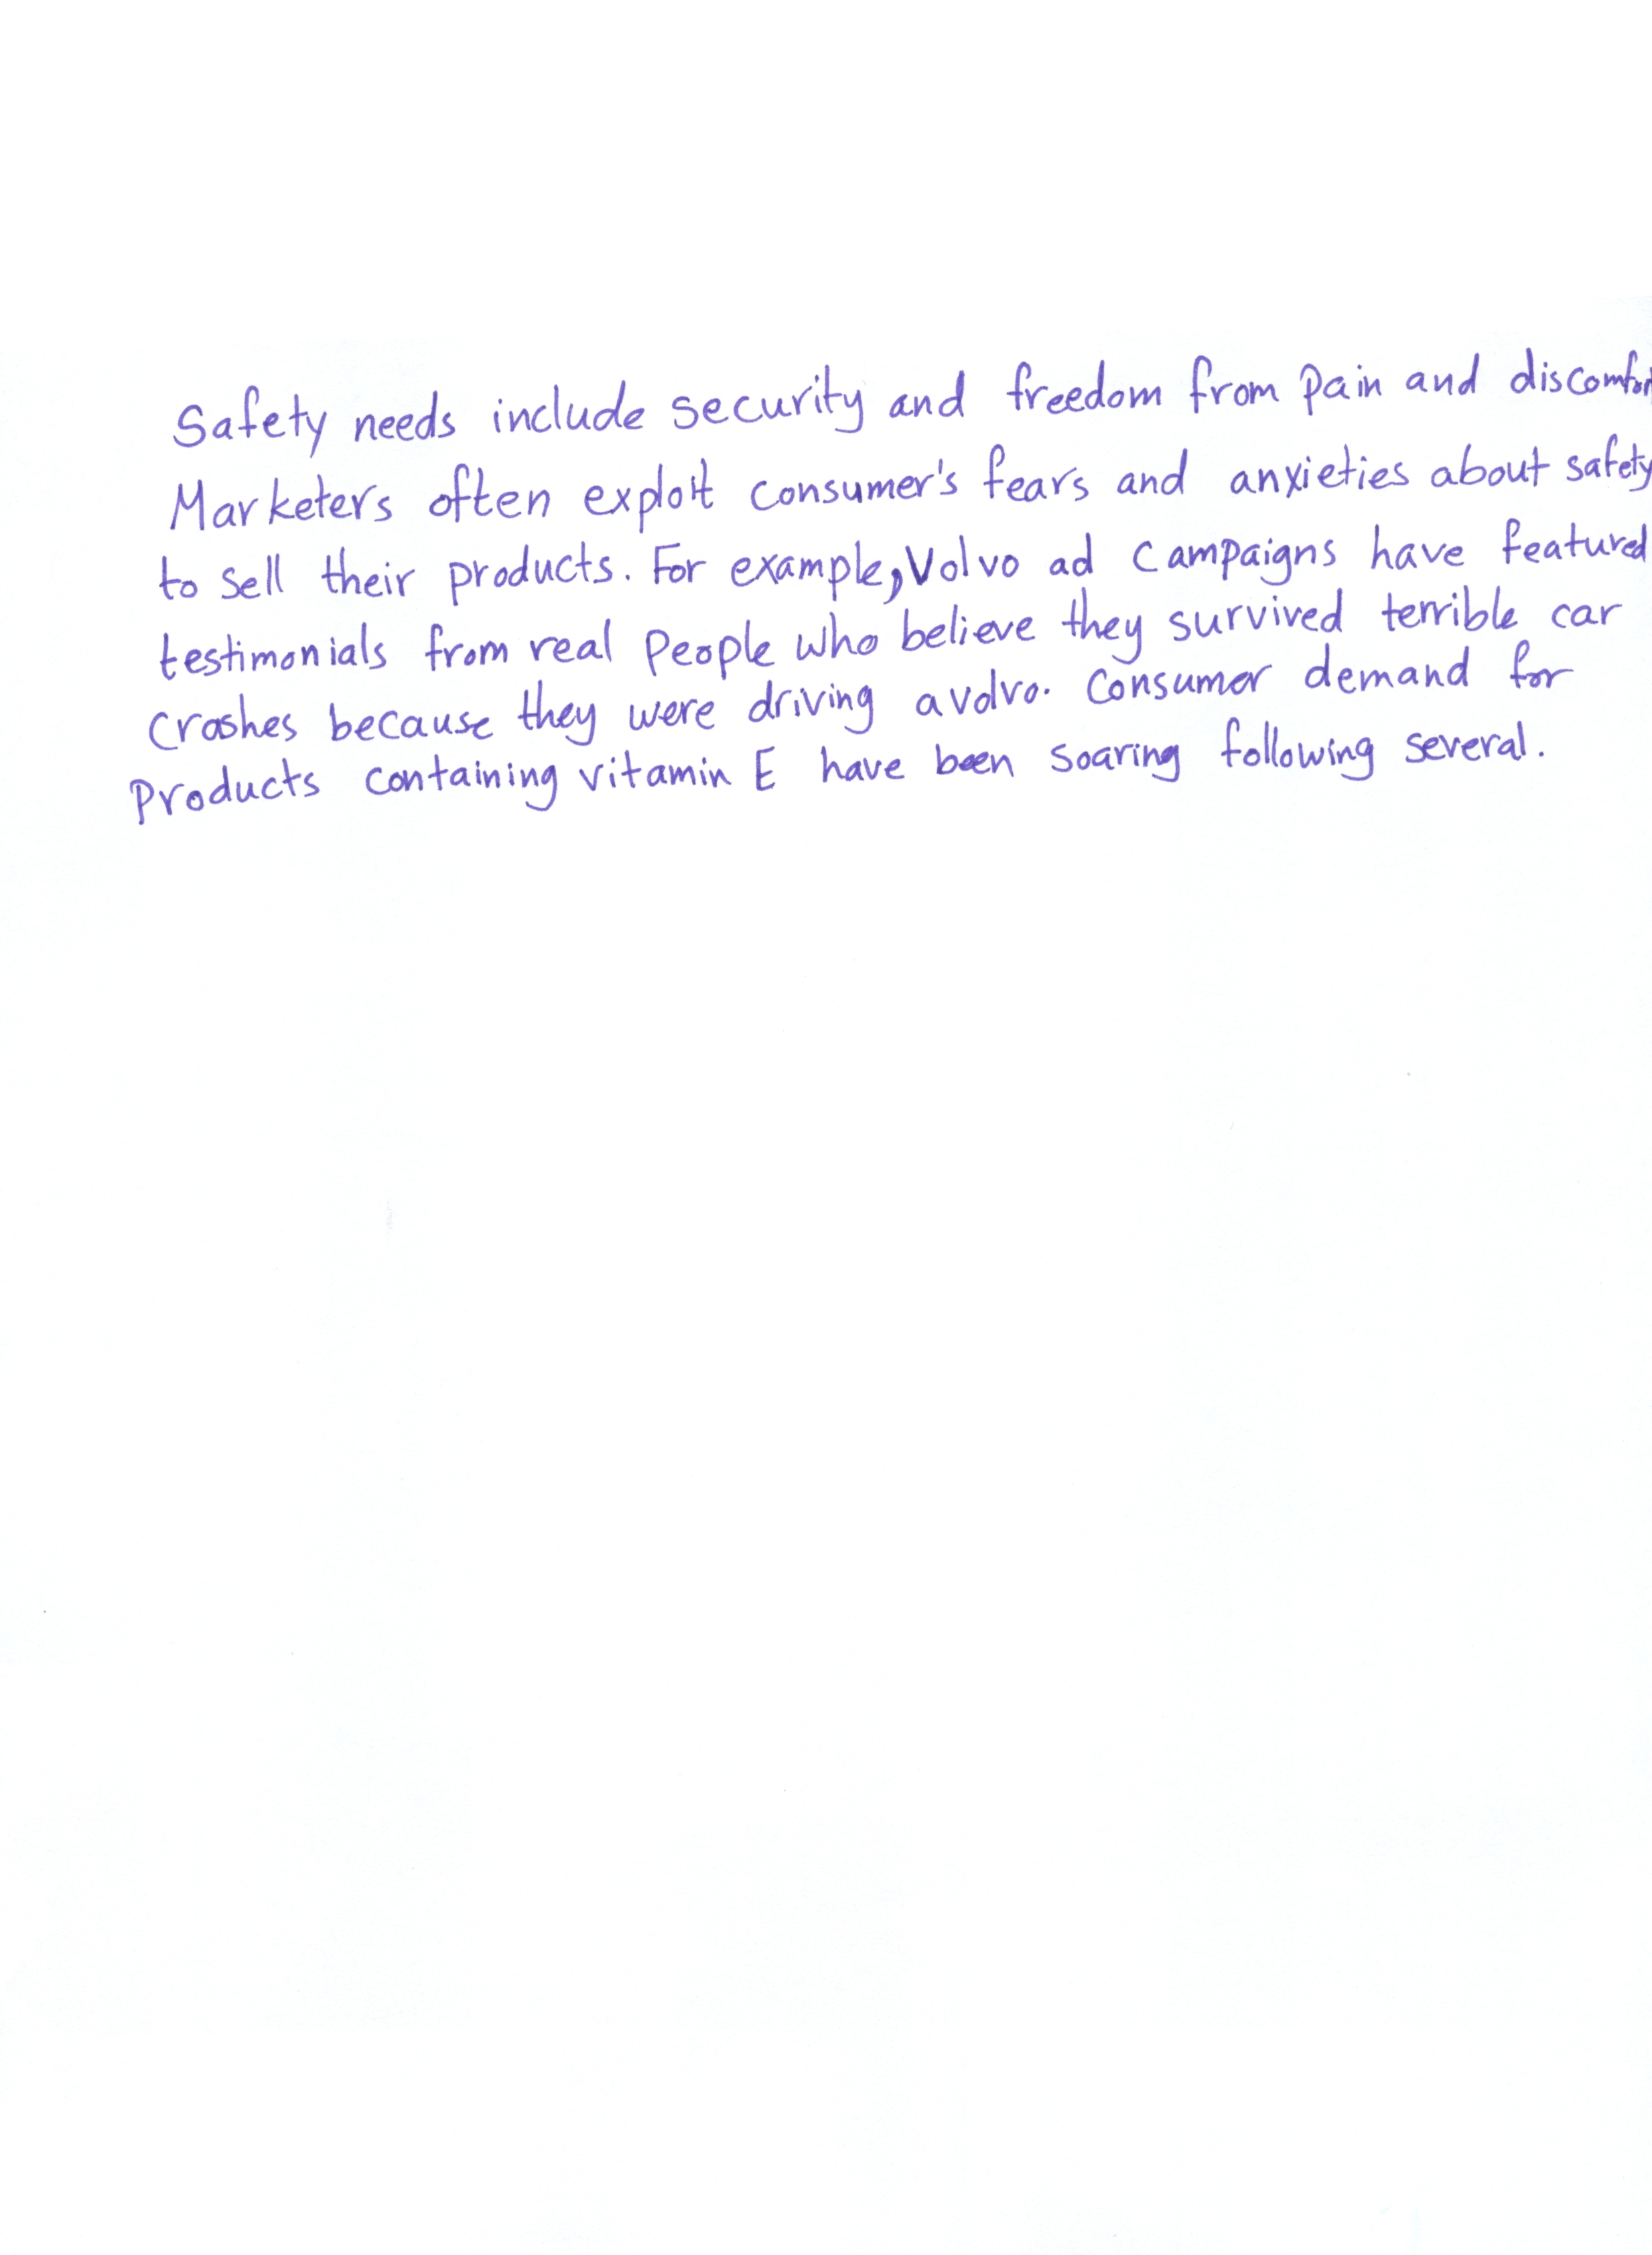 Safety needs include security and freedom from pain and discomfort
Marketers often exploit consumer's fears and anxieties about safety
to sell their products. For example, Volvo ad campaigns have featured
testimonials from real people who believe they survived terrible car
crashes because they were driving a volvo. Consumer demand for
products containing vitamin E have been soaring following several.